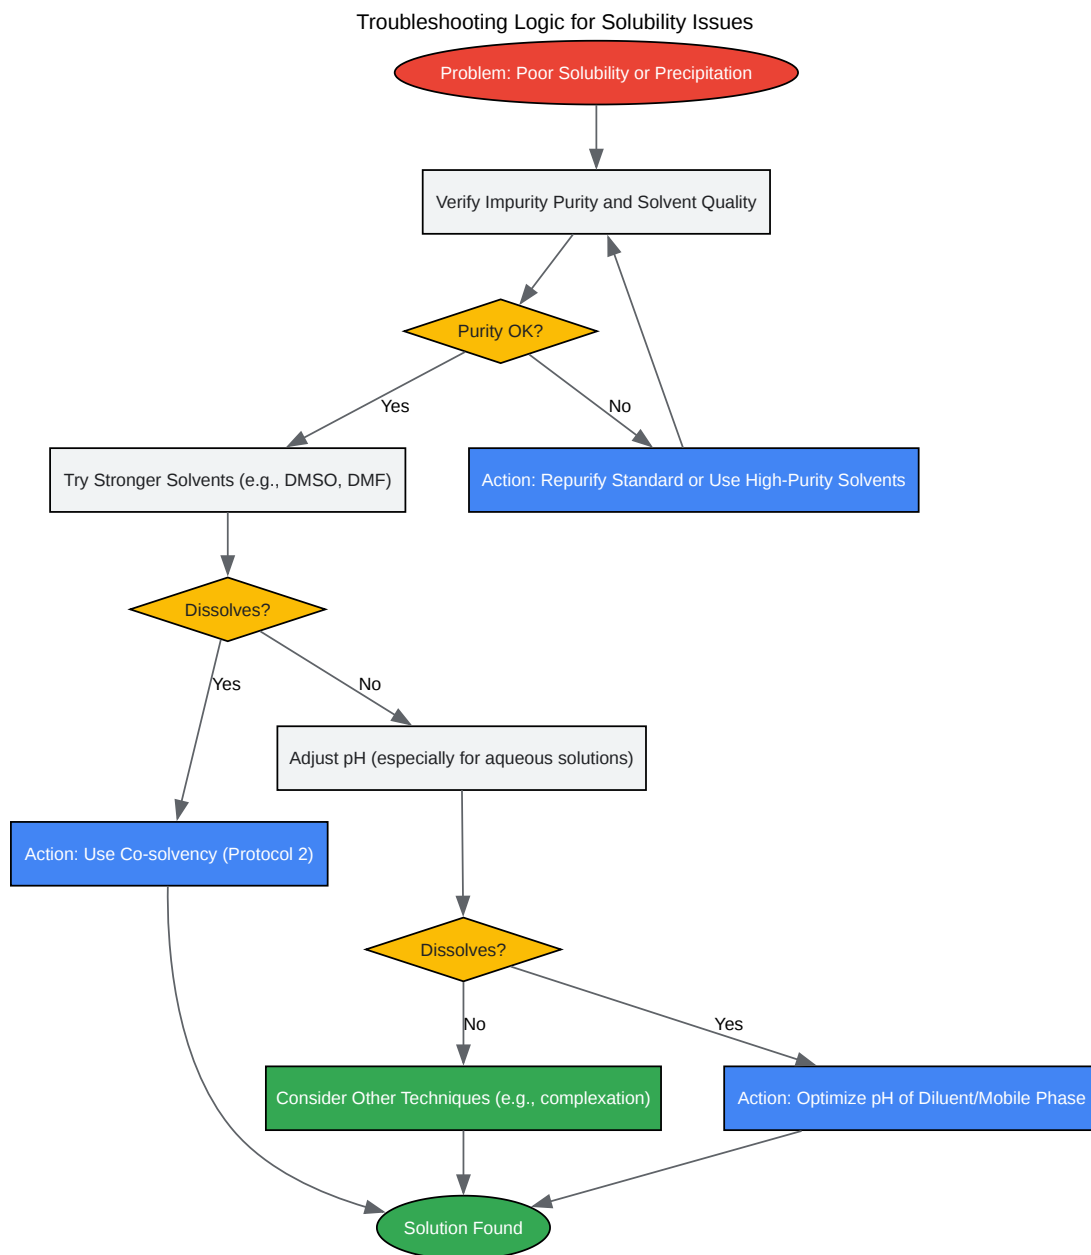 Troubleshooting Logic for Solubility Issues
Problem: Poor Solubility or Precipitation
Verify Impurity Purity and Solvent Quality
Purity OK?
Yes
No
Try Stronger Solvents (e.g., DMSO, DMF)
Action: Repurify Standard or Use High-Purity Solvents
Dissolves?
Yes
No
Adjust pH (especially for aqueous solutions)
Action: Use Co-solvency (Protocol 2)
Dissolves?
No
Yes
Consider Other Techniques (e.g., complexation)
Action: Optimize pH of Diluent/Mobile Phase
Solution Found